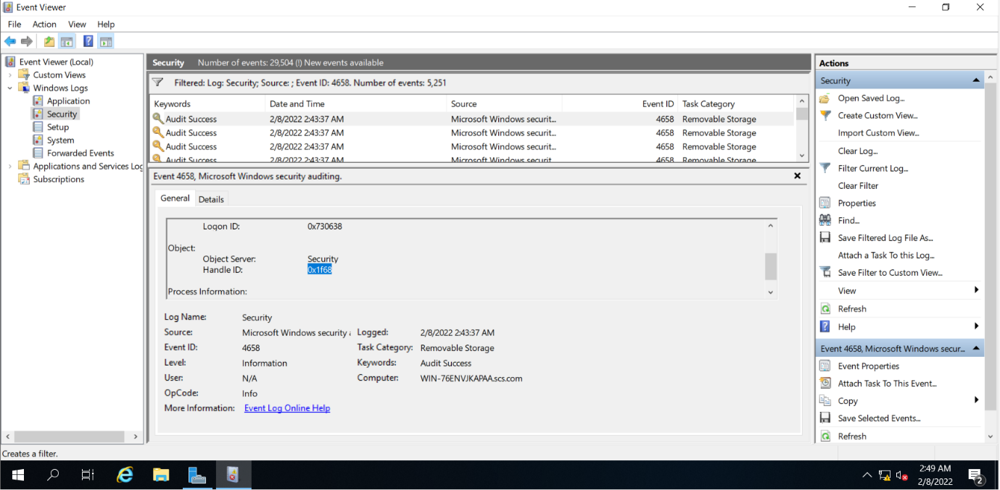 Event Viewer
File Action View Help
Event Viewer (Local)
Custom Views
Windows Logs
Application
Security
Setup
System
Forwarded Events
Applications and Services Log
Subscriptions
Security Number of events: 29,504 (!) New events available
Filtered: Log: Security; Source: ; Event ID: 4658. Number of events: 5,251
Keywords Date and Time Source Event ID Task Category
Audit Success 2/8/2022 2:43:37 AM Microsoft Windows securit... 4658 Removable Storage
Audit Success 2/8/2022 2:43:37 AM Microsoft Windows securit... 4658 Removable Storage
Audit Success 2/8/2022 2:43:37 AM Microsoft Windows securit... 4658 Removable Storage
Audit Success 2/8/2022 2:43:37 AM Microsoft Windows securit... 4658 Removable Storage
Event 4658, Microsoft Windows security auditing.
General Details
Logon ID: 0x730638
Object:
Object Server: Security
Handle ID: 0x1f68
Process Information:
Log Name: Security
Source: Microsoft Windows security Logged: 2/8/2022 2:43:37 AM
Event ID: 4658 Task Category: Removable Storage
Level: Information Keywords: Audit Success
User: N/A Computer: WIN-76ENVJKAPAA.scs.com
OpCode: Info
More Information: Event Log Online Help
Actions
Security
Open Saved Log...
Create Custom View...
Import Custom View...
Clear Log...
Filter Current Log...
Clear Filter
Properties
Find...
Save Filtered Log File As...
Attach a Task To this Log...
Save Filter to Custom View...
View
Refresh
Help
Event 4658, Microsoft Windows secur...
Event Properties
Attach Task To This Event...
Copy
Save Selected Events...
Refresh
Creates a filter.
2:49 AM
2/8/2022
2